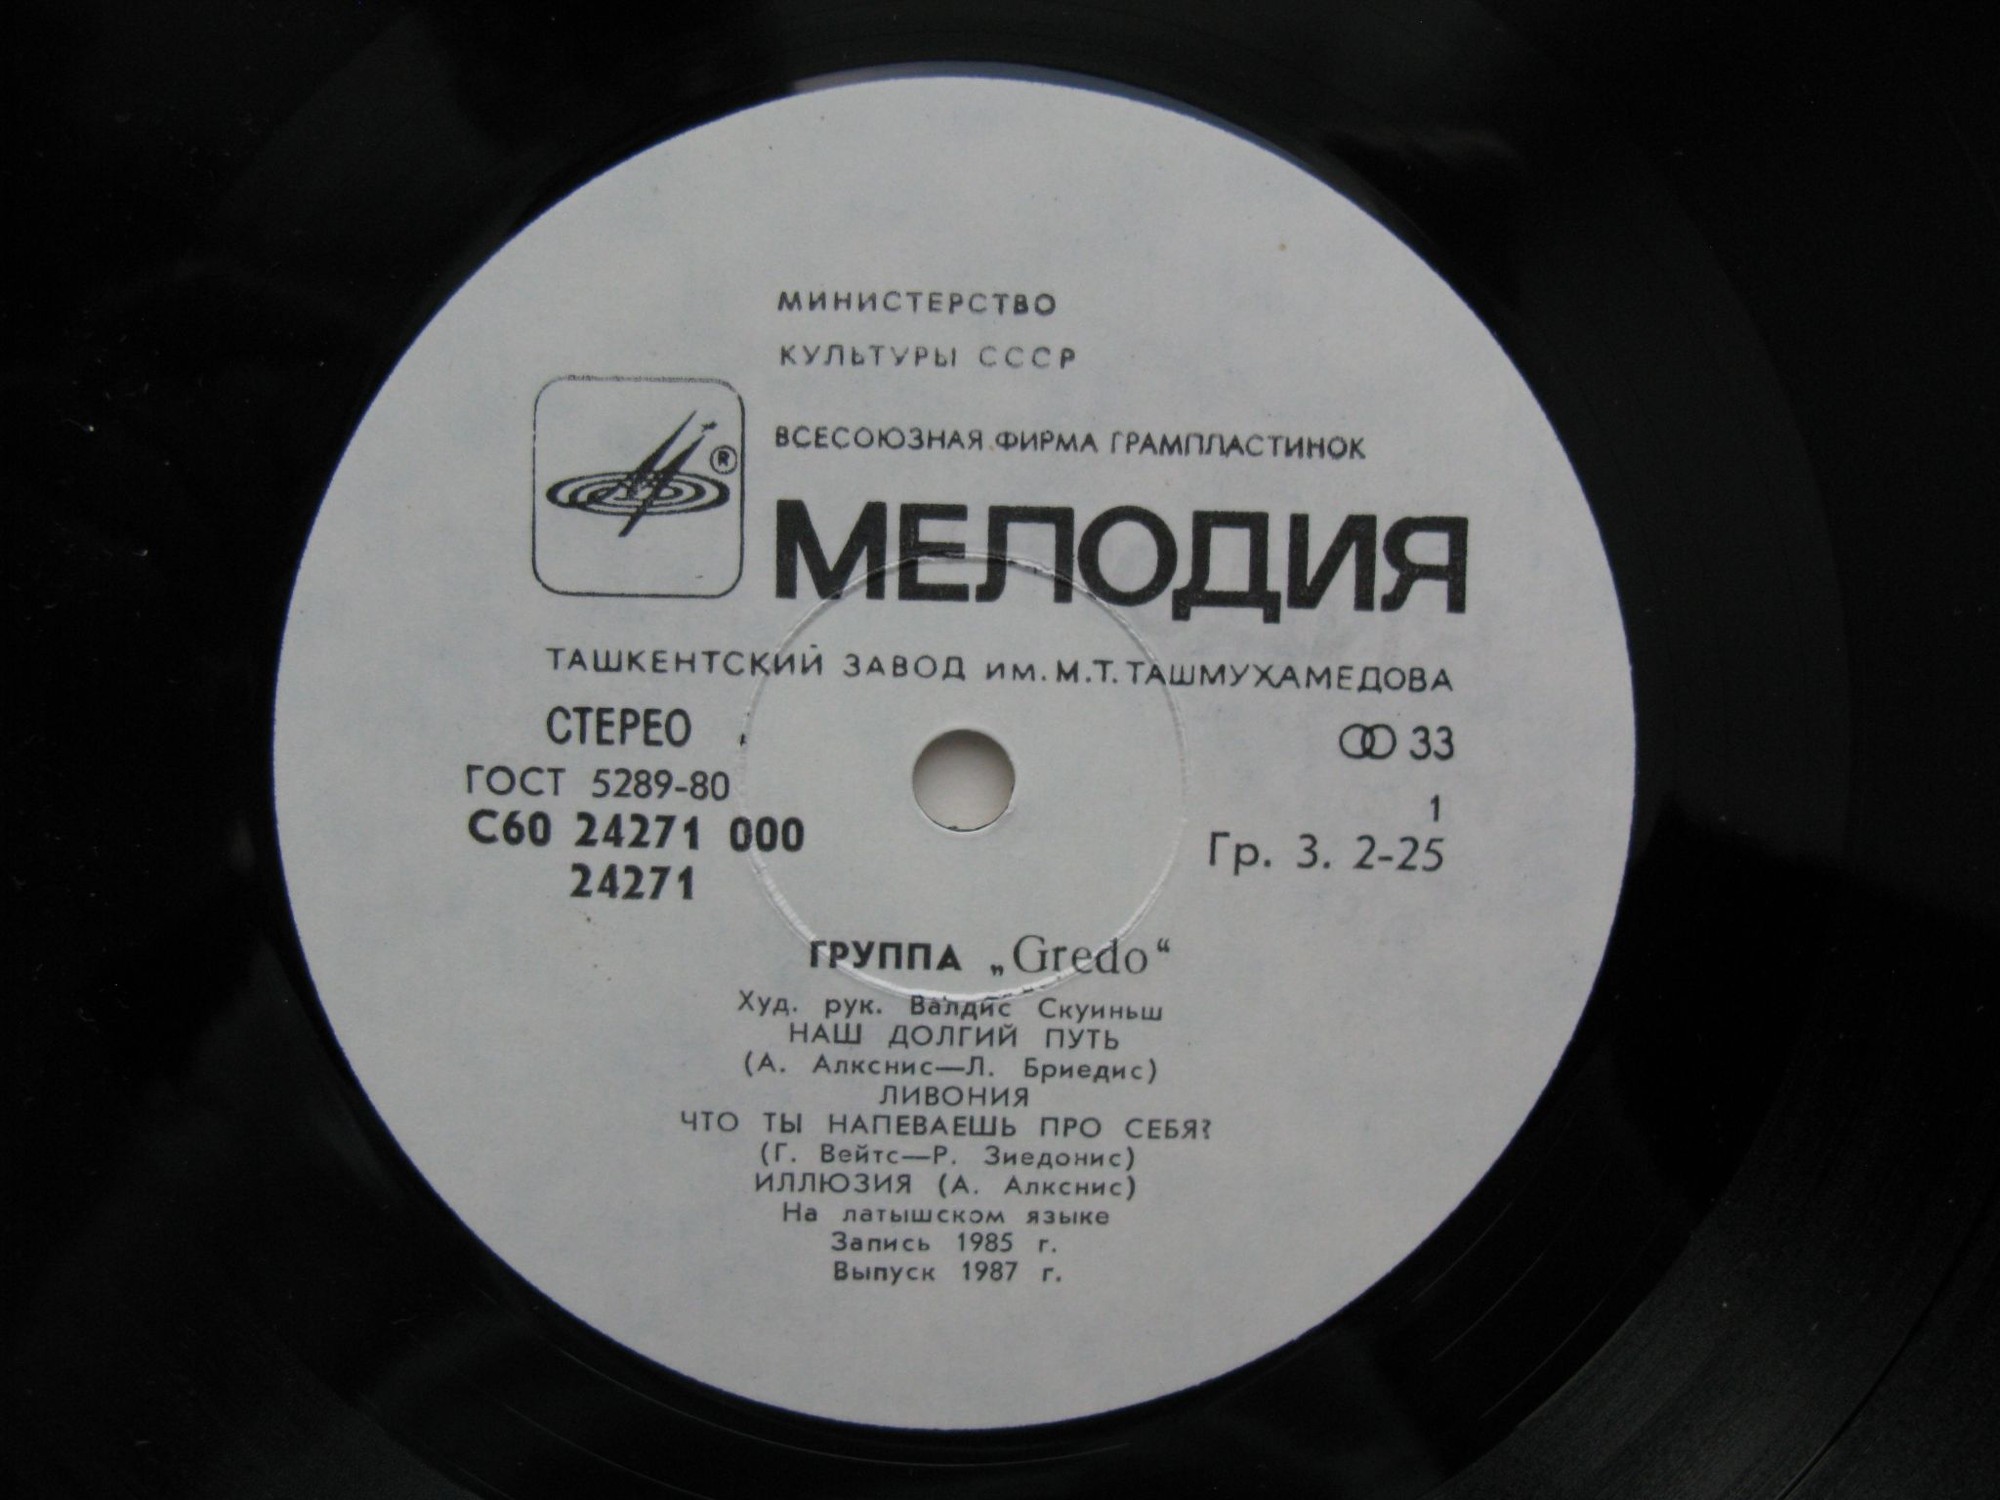 МИНИСТЕРСТВО
КУЛЬТУРЫ СССР
ВСЕСОЮЗНАЯ ФИРМА ГРАМПЛАСТИНОК
®
МЕЛОДИЯ
ТАШКЕНТСКИЙ ЗАВОД им. М.Т. ТАШМУХАМЕДОВА
СТЕРЕО
33
ГОСТ 5289-80
1
С60 24271 000
Гр. 3. 2-25
24271
ГРУППА „Gredo“
Худ. рук. Валдис Скуиньш
НАШ ДОЛГИЙ ПУТЬ
(А. Алкснис—Л. Бриедис)
ЛИВОНИЯ
ЧТО ТЫ НАПЕВАЕШЬ ПРО СЕБЯ?
(Г. Вейтс—Р. Зиедонис)
ИЛЛЮЗИЯ (А. Алкснис)
На латышском языке
Запись 1985 г.
Выпуск 1987 г.